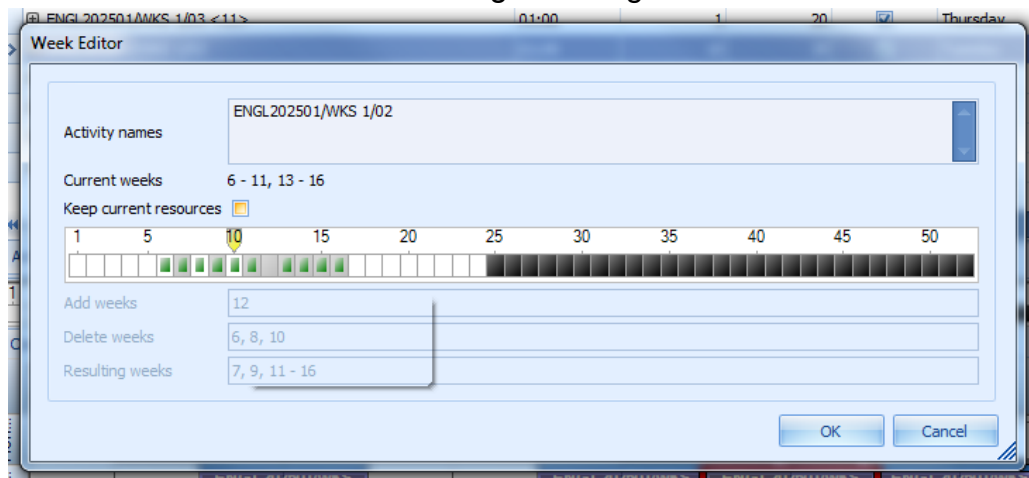 ENGL202501/WKS 1/03 <11> 01:00 1 20 Thursday
Week Editor
Activity names
ENGL202501/WKS 1/02
Current weeks 6 - 11, 13 - 16
Keep current resources
1 5 10 15 20 25 30 35 40 45 50
Add weeks 12
Delete weeks 6, 8, 10
Resulting weeks 7, 9, 11 - 16
OK Cancel